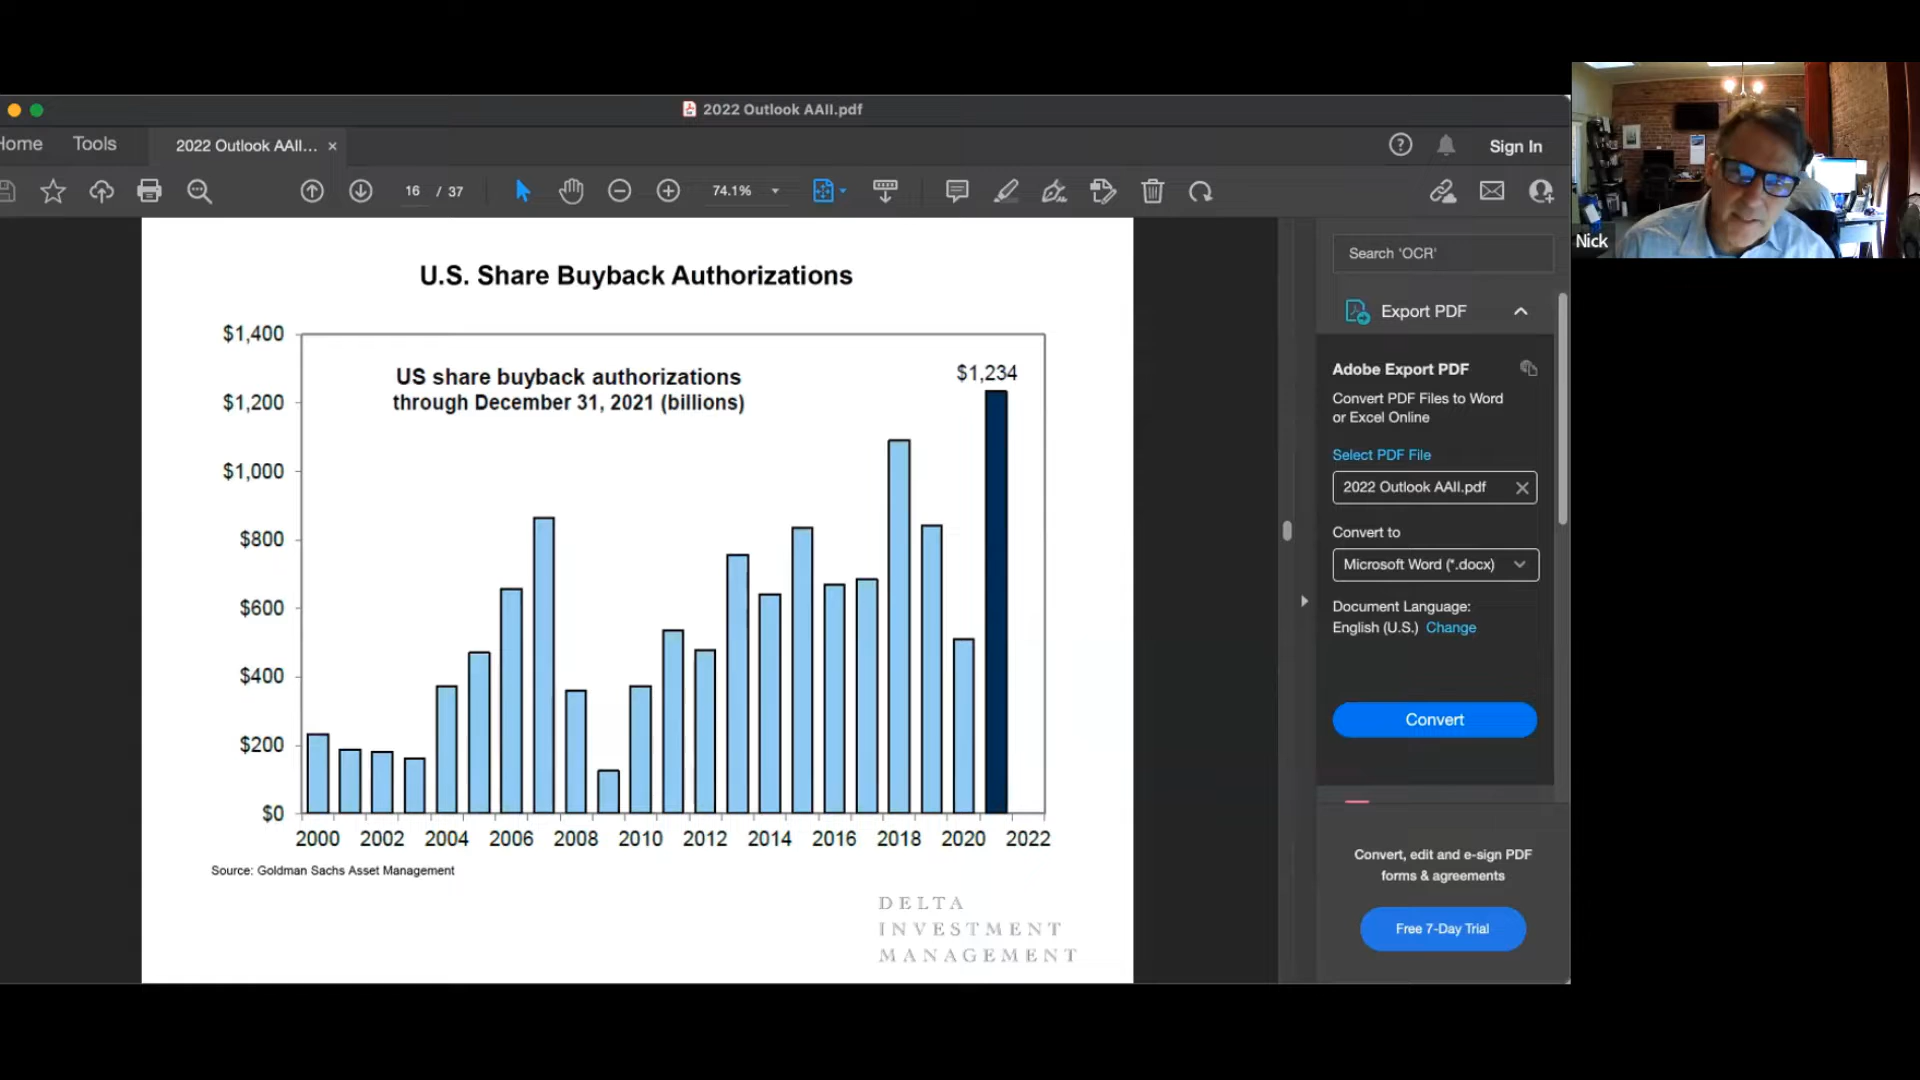 2022 Outlook AAII.pdf
Home
Tools
2022 Outlook AAII... ×
Sign In
16 / 37
74.1%
U.S. Share Buyback Authorizations
US share buyback authorizations
through December 31, 2021 (billions)
$1,234
$1,400
$1,200
$1,000
$800
$600
$400
$200
$0
2000 2002 2004 2006 2008 2010 2012 2014 2016 2018 2020 2022
Source: Goldman Sachs Asset Management
DELTA
INVESTMENT
MANAGEMENT
Search 'OCR'
Export PDF
Adobe Export PDF
Convert PDF Files to Word
or Excel Online
Select PDF File
2022 Outlook AAII.pdf
Convert to
Microsoft Word (*.docx)
Document Language:
English (U.S.) Change
Convert
Convert, edit and e-sign PDF
forms & agreements
Free 7-Day Trial
Nick